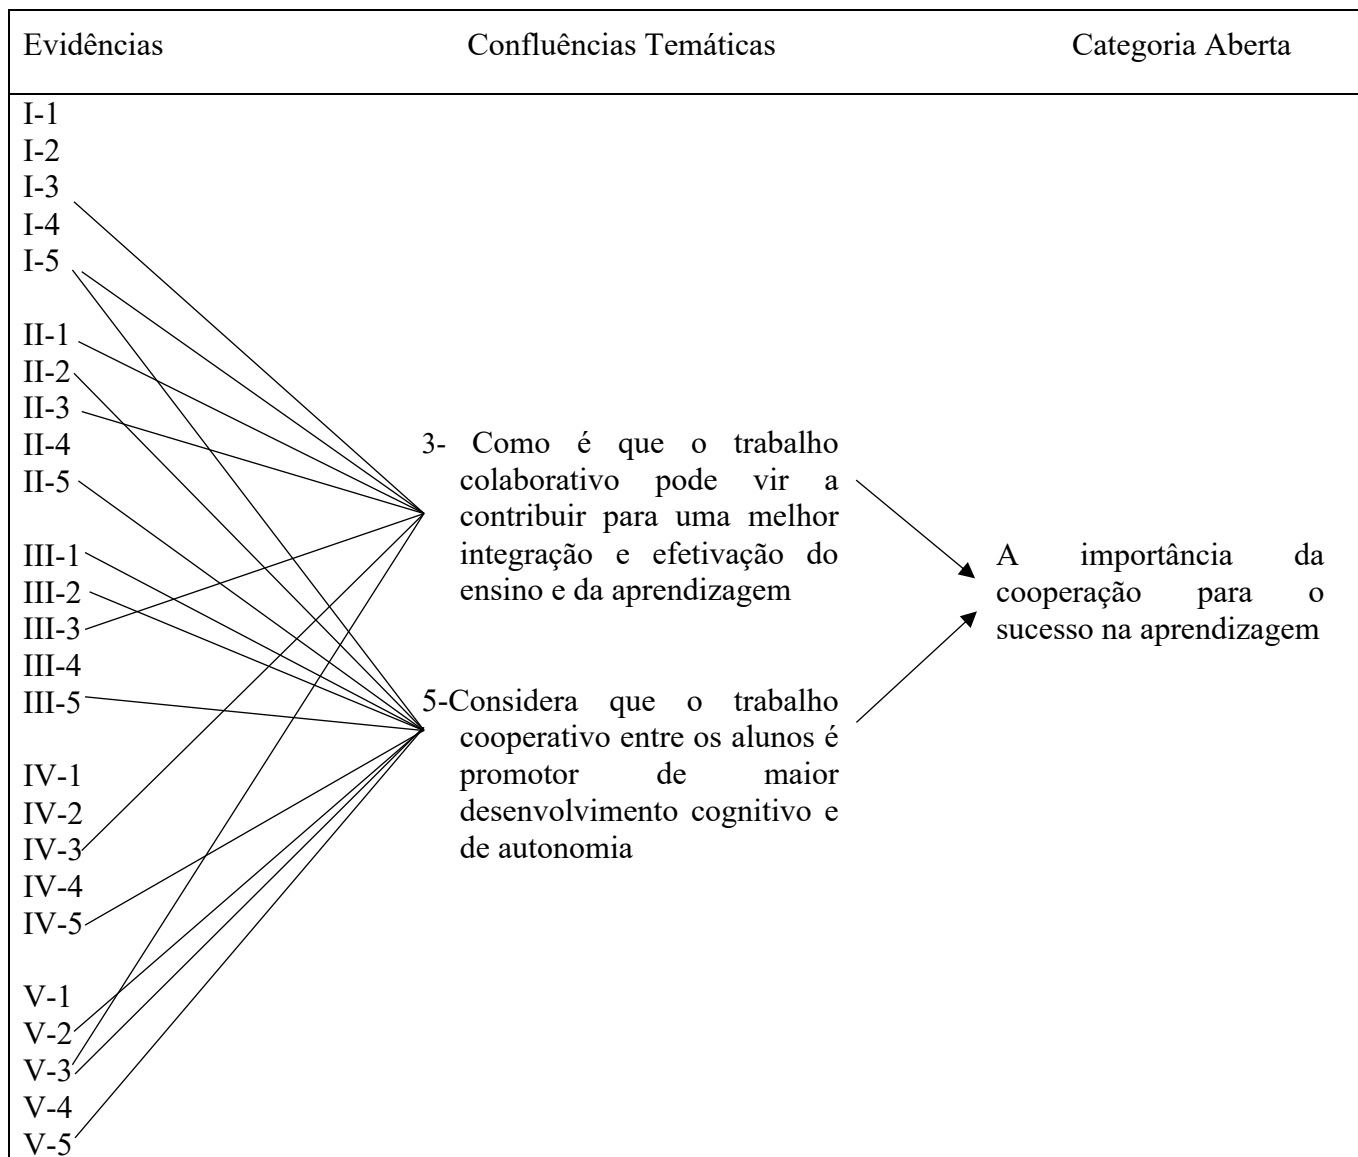 Evidências Confluências Temáticas Categoria Aberta
I-1
I-2
I-3
I-4
I-5
II-1
II-2
II-3
II-4
II-5
III-1
III-2
III-3
III-4
III-5
IV-1
IV-2
IV-3
IV-4
IV-5
V-1
V-2
V-3
V-4
V-5
3- Como é que o trabalho
colaborativo pode vir a
contribuir para uma melhor
integração e efetivação do
ensino e da aprendizagem
5-Considera que o trabalho
cooperativo entre os alunos é
promotor de maior
desenvolvimento cognitivo e
de autonomia
A importância da
cooperação para o
sucesso na aprendizagem